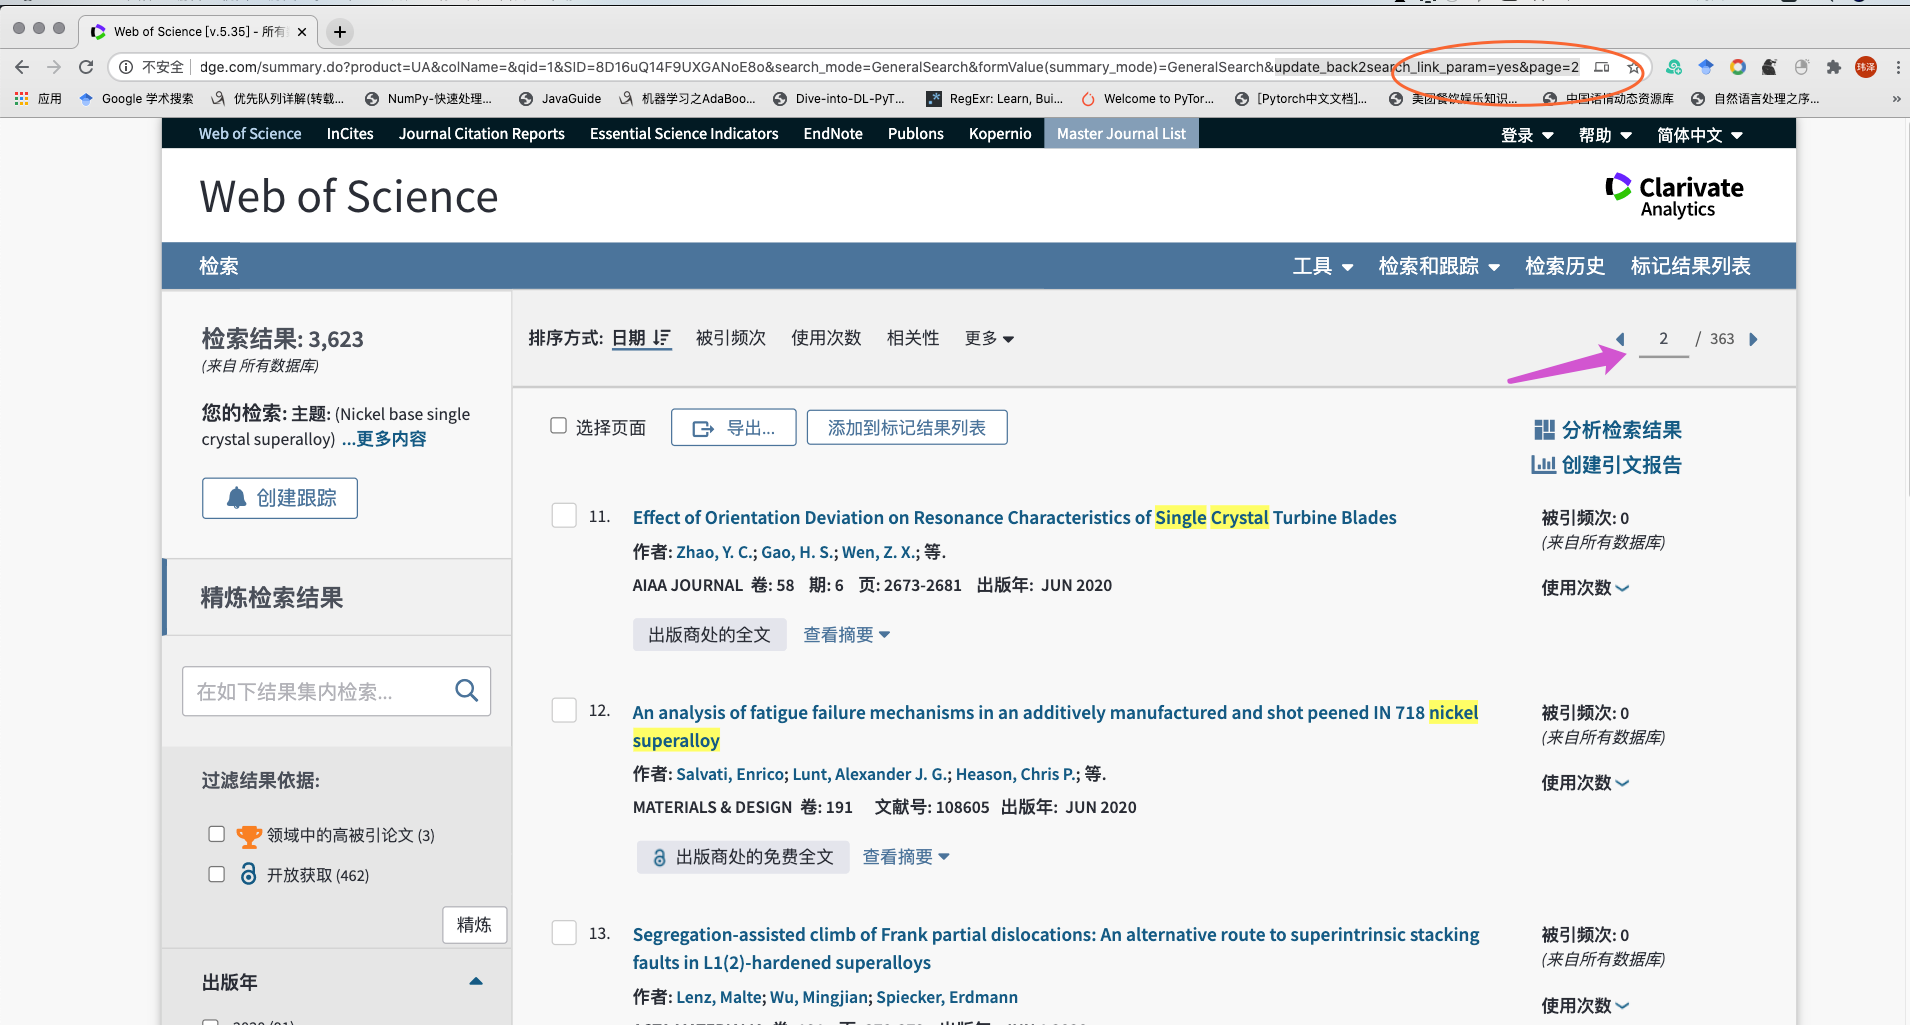 Web of Science [v.5.35] - 所有
不安全 dge.com/summary.do?product=UA&colName=&qid=1&SID=8D16uQ14F9UXGANoE8o&search_mode=GeneralSearch&formValue(summary_mode)=GeneralSearch&update_back2search_link_param=yes&page=2
玮泽
应用 Google 学术搜索 优先队列详解(转载... NumPy-快速处理... JavaGuide 机器学习之AdaBoo... Dive-into-DL-PyT... RegExr: Learn, Bui... Welcome to PyTor... [Pytorch中文文档]... 美团餐饮娱乐知识... 中国语情动态资源库 自然语言处理之序... »
Web of Science InCites Journal Citation Reports Essential Science Indicators EndNote Publons Kopernio Master Journal List 登录 帮助 简体中文
Web of Science
Clarivate
Analytics
检索 工具 检索和跟踪 检索历史 标记结果列表
检索结果: 3,623
(来自 所有数据库)
您的检索: 主题: (Nickel base single
crystal superalloy) ...更多内容
创建跟踪
精炼检索结果
在如下结果集内检索...
过滤结果依据:
领域中的高被引论文 (3)
开放获取 (462)
精炼
出版年
2020 (91)
排序方式: 日期 被引频次 使用次数 相关性 更多
2 / 363
选择页面 导出... 添加到标记结果列表
分析检索结果
创建引文报告
11. Effect of Orientation Deviation on Resonance Characteristics of Single Crystal Turbine Blades
作者: Zhao, Y. C.; Gao, H. S.; Wen, Z. X.; 等.
AIAA JOURNAL 卷: 58 期: 6 页: 2673-2681 出版年: JUN 2020
出版商处的全文 查看摘要
被引频次: 0
(来自所有数据库)
使用次数
12. An analysis of fatigue failure mechanisms in an additively manufactured and shot peened IN 718 nickel
superalloy
作者: Salvati, Enrico; Lunt, Alexander J. G.; Heason, Chris P.; 等.
MATERIALS & DESIGN 卷: 191 文献号: 108605 出版年: JUN 2020
出版商处的免费全文 查看摘要
被引频次: 0
(来自所有数据库)
使用次数
13. Segregation-assisted climb of Frank partial dislocations: An alternative route to superintrinsic stacking
faults in L1(2)-hardened superalloys
作者: Lenz, Malte; Wu, Mingjian; Spiecker, Erdmann
被引频次: 0
(来自所有数据库)
使用次数